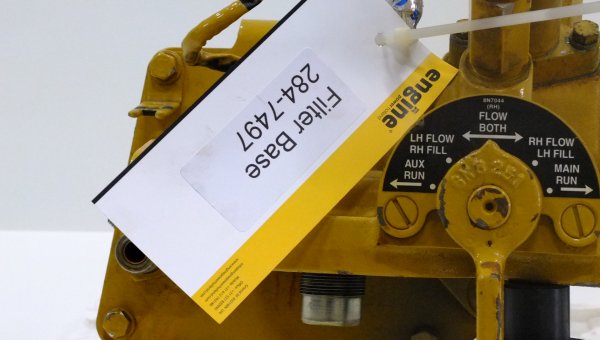 engine
Filter Base
284-7497
8N7044
(RH)
FLOW
BOTH
LH FLOW
RH FILL
RH FLOW
LH FILL
AUX
RUN
MAIN
RUN